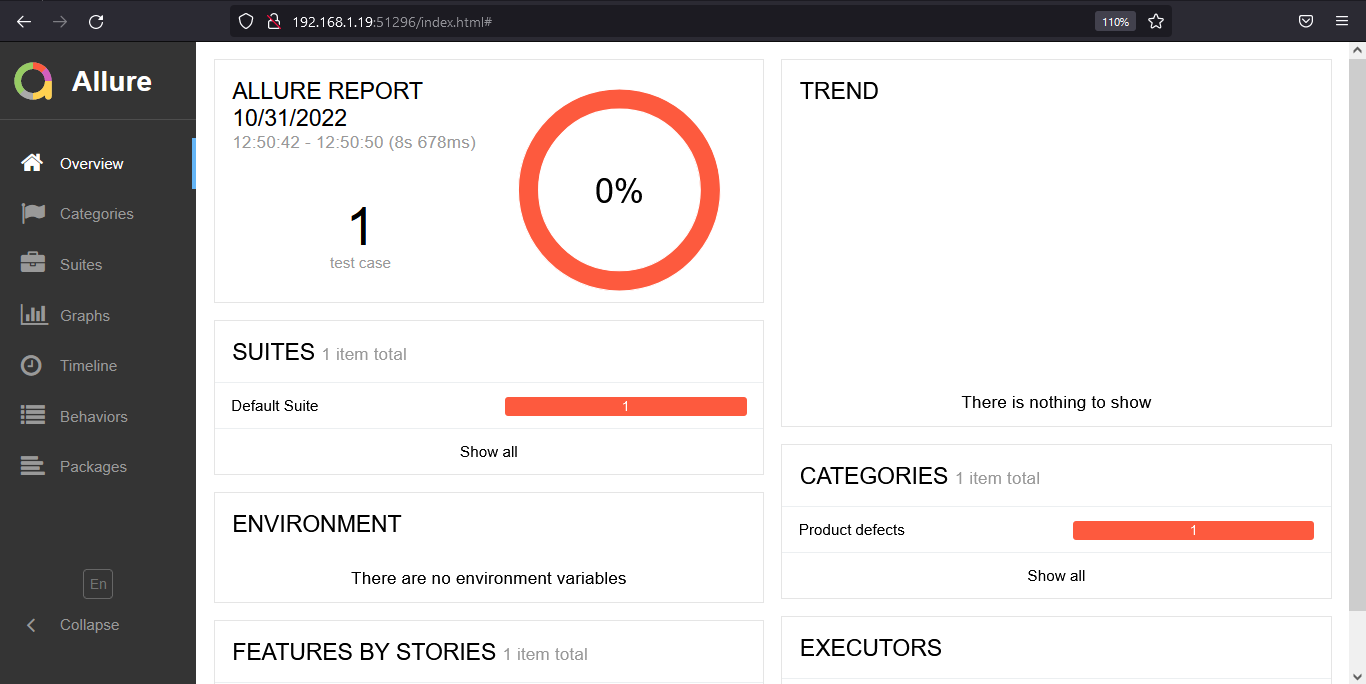 192.168.1.19:51296/index.html#
110%
Allure
Overview
Categories
Suites
Graphs
Timeline
Behaviors
Packages
En
Collapse
ALLURE REPORT
10/31/2022
12:50:42 - 12:50:50 (8s 678ms)
1
test case
0%
SUITES 1 item total
Default Suite 1
Show all
ENVIRONMENT
There are no environment variables
FEATURES BY STORIES 1 item total
TREND
There is nothing to show
CATEGORIES 1 item total
Product defects 1
Show all
EXECUTORS